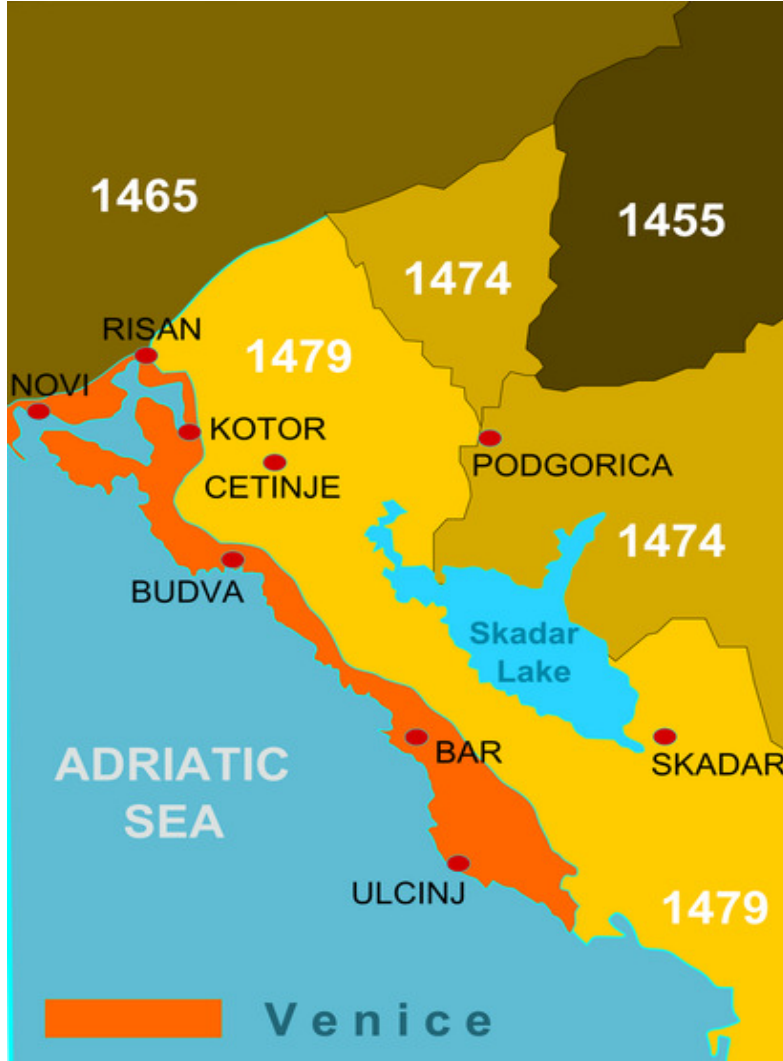 1465
1455
1474
RISAN
1479
NOVI
KOTOR
PODGORICA
CETINJE
1474
BUDVA
Skadar
Lake
BAR
SKADAR
ADRIATIC
SEA
ULCINJ
1479
Venice